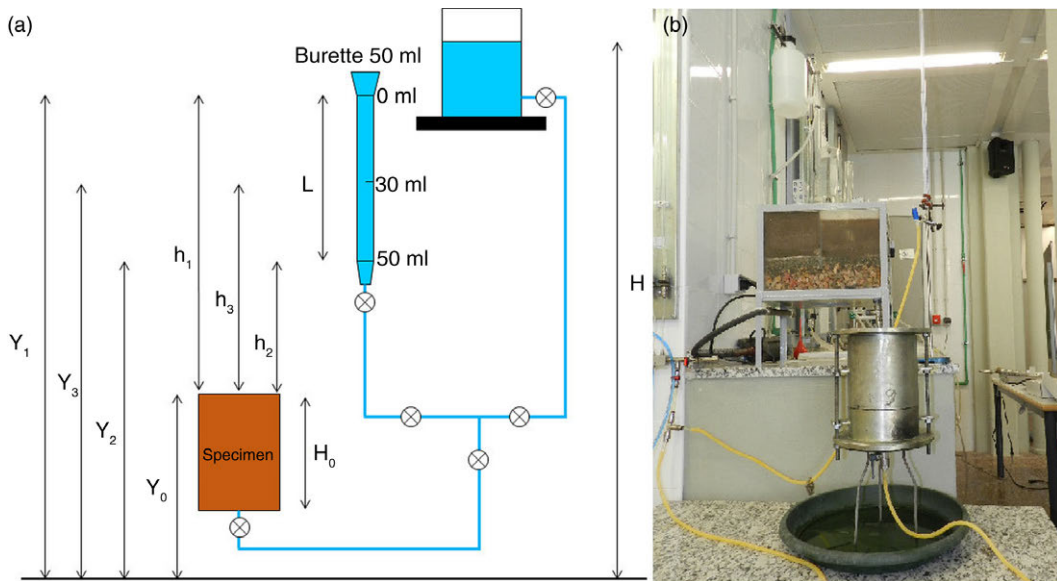 (a)
Burette 50 ml
0 ml
30 ml
50 ml
L
H
h₁
h₃
h₂
Y₁
Y₃
Y₂
Y₀
Specimen
H₀
(b)